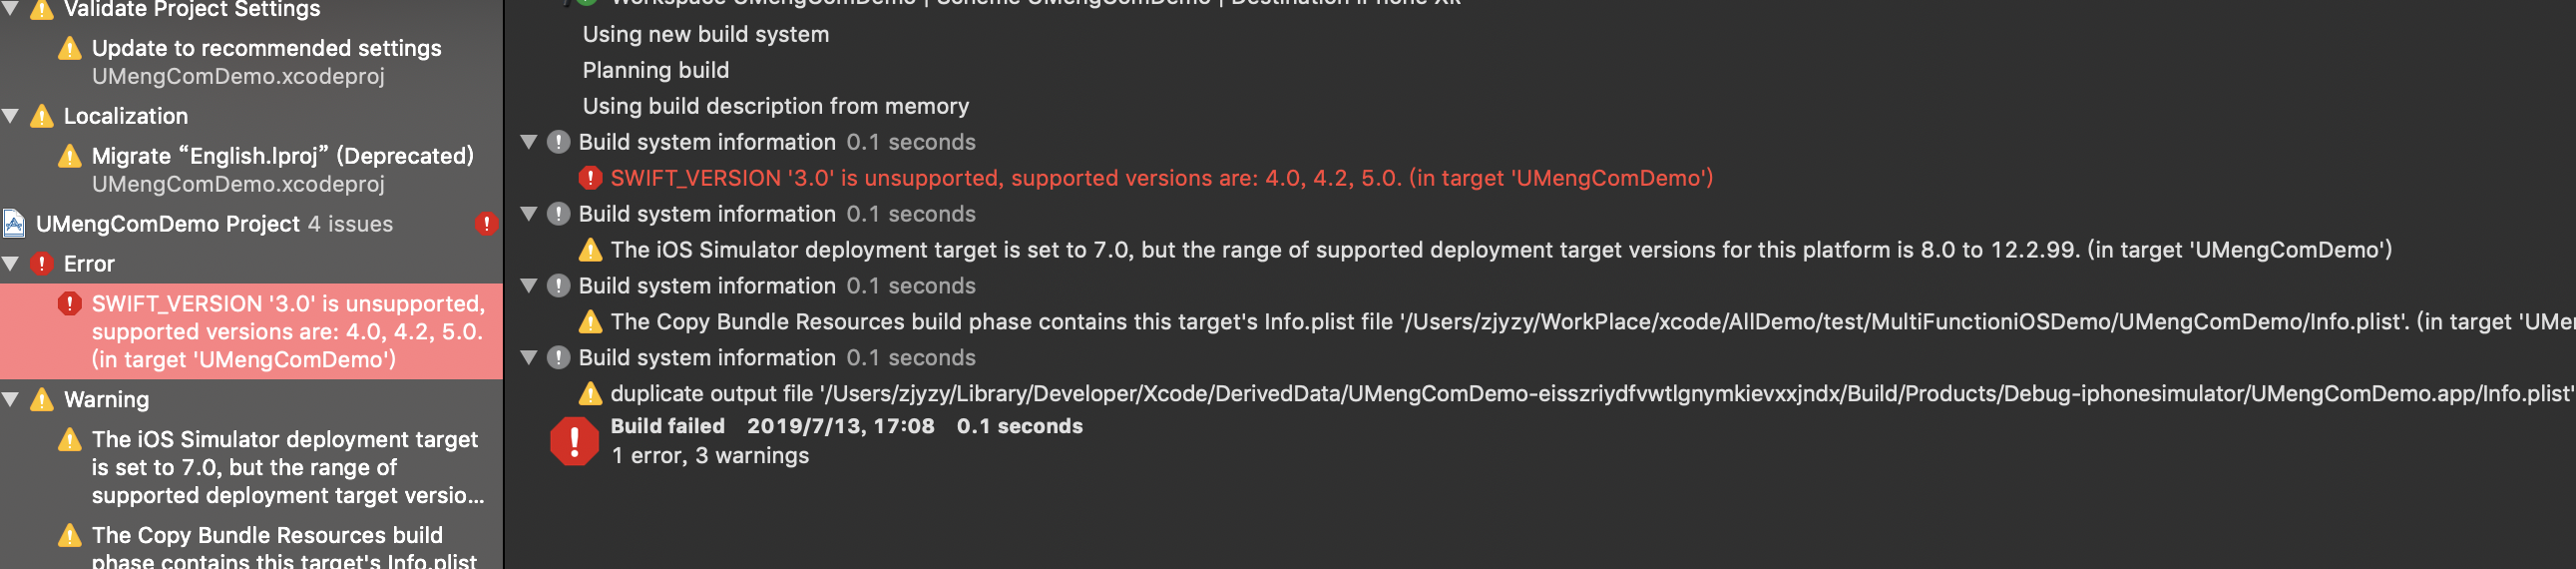 Validate Project Settings
Update to recommended settings
UMengComDemo.xcodeproj
Localization
Migrate “English.lproj” (Deprecated)
UMengComDemo.xcodeproj
UMengComDemo Project 4 issues
Error
SWIFT_VERSION '3.0' is unsupported,
supported versions are: 4.0, 4.2, 5.0.
(in target 'UMengComDemo')
Warning
The iOS Simulator deployment target
is set to 7.0, but the range of
supported deployment target versio...
The Copy Bundle Resources build
phase contains this target's Info.plist
Workspace UMengComDemo | Scheme UMengComDemo | Destination iPhone XR
Using new build system
Planning build
Using build description from memory
Build system information 0.1 seconds
SWIFT_VERSION '3.0' is unsupported, supported versions are: 4.0, 4.2, 5.0. (in target 'UMengComDemo')
Build system information 0.1 seconds
The iOS Simulator deployment target is set to 7.0, but the range of supported deployment target versions for this platform is 8.0 to 12.2.99. (in target 'UMengComDemo')
Build system information 0.1 seconds
The Copy Bundle Resources build phase contains this target's Info.plist file '/Users/zjyzy/WorkPlace/xcode/AllDemo/test/MultiFunctioniOSDemo/UMengComDemo/Info.plist'. (in target 'UMe
Build system information 0.1 seconds
duplicate output file '/Users/zjyzy/Library/Developer/Xcode/DerivedData/UMengComDemo-eisszriydfvwtlgnymkievxxjndx/Build/Products/Debug-iphonesimulator/UMengComDemo.app/Info.plist'
Build failed 2019/7/13, 17:08 0.1 seconds
1 error, 3 warnings